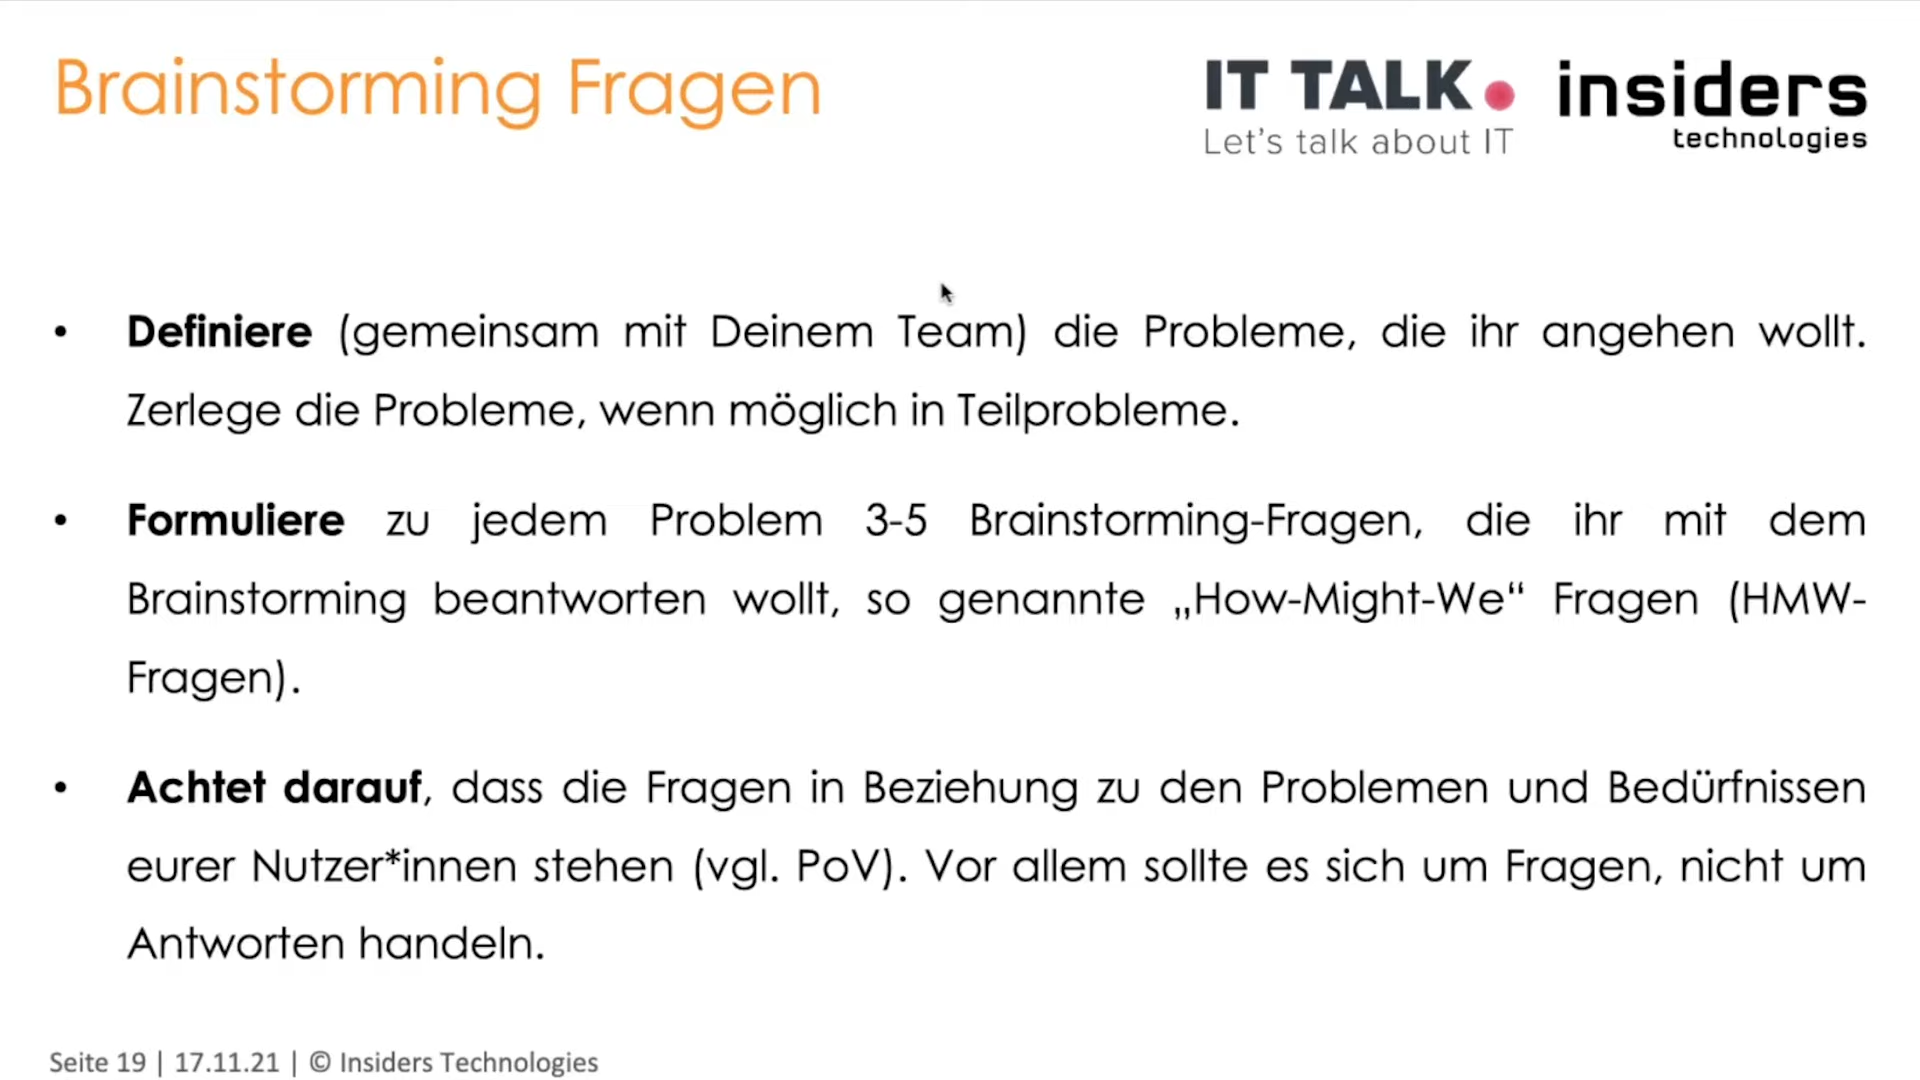 Brainstorming Fragen
IT TALK
Let's talk about IT
insiders
technologies
• Definiere (gemeinsam mit Deinem Team) die Probleme, die ihr angehen wollt.
Zerlege die Probleme, wenn möglich in Teilprobleme.
• Formuliere zu jedem Problem 3-5 Brainstorming-Fragen, die ihr mit dem
Brainstorming beantworten wollt, so genannte „How-Might-We“ Fragen (HMW-
Fragen).
• Achtet darauf, dass die Fragen in Beziehung zu den Problemen und Bedürfnissen
eurer Nutzer*innen stehen (vgl. PoV). Vor allem sollte es sich um Fragen, nicht um
Antworten handeln.
Seite 19 | 17.11.21 | © Insiders Technologies